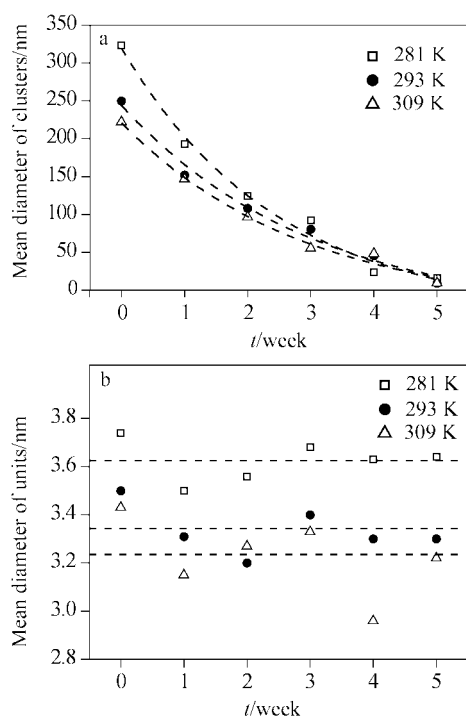 350
a
281 K
300
293 K
309 K
250
200
150
100
50
0
0 1 2 3 4 5
t/week
Mean diameter of clusters/nm
b
281 K
3.8
293 K
309 K
3.6
3.4
3.2
3.0
2.8
0 1 2 3 4 5
t/week
Mean diameter of units/nm